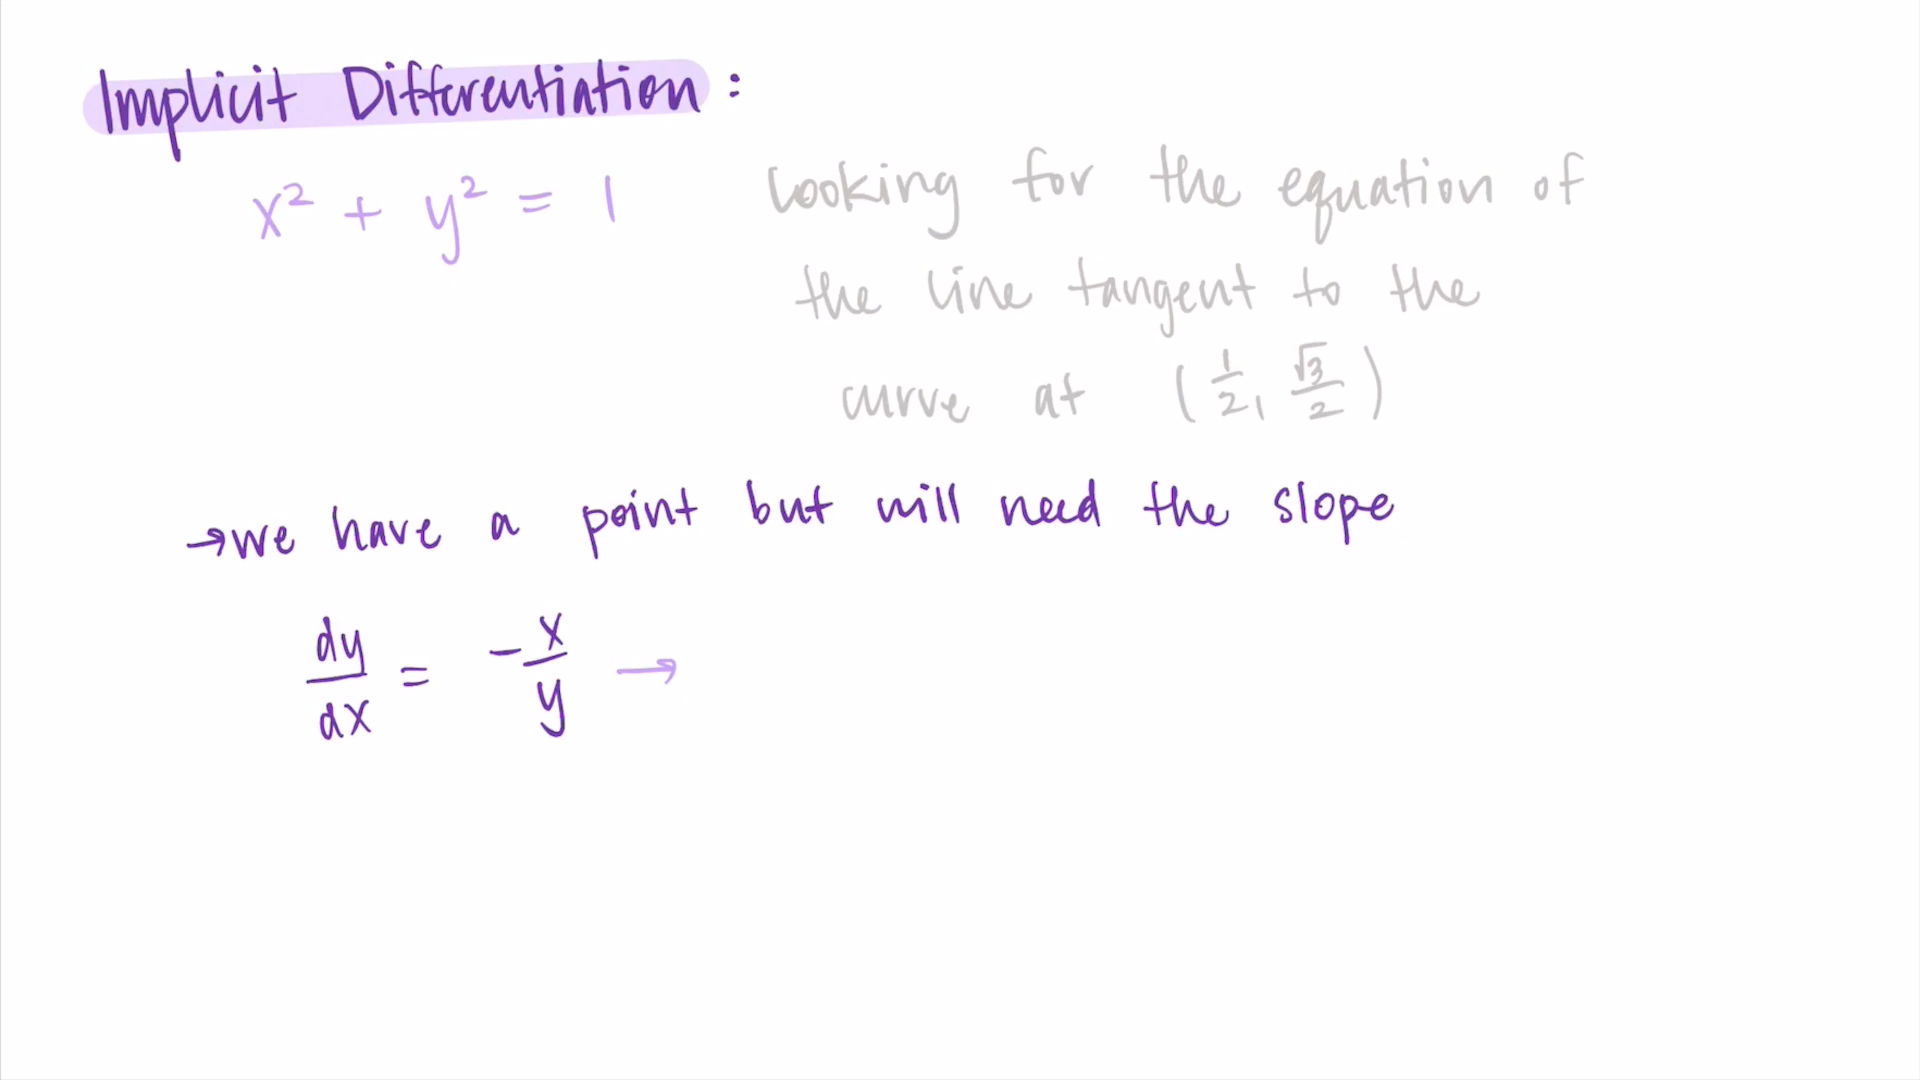 Implicit Differentiation :
x² + y² = 1
looking for the equation of
the line tangent to the
curve at (1/2, √3/2)
→ we have a point but will need the slope
dy/dx = -x/y →